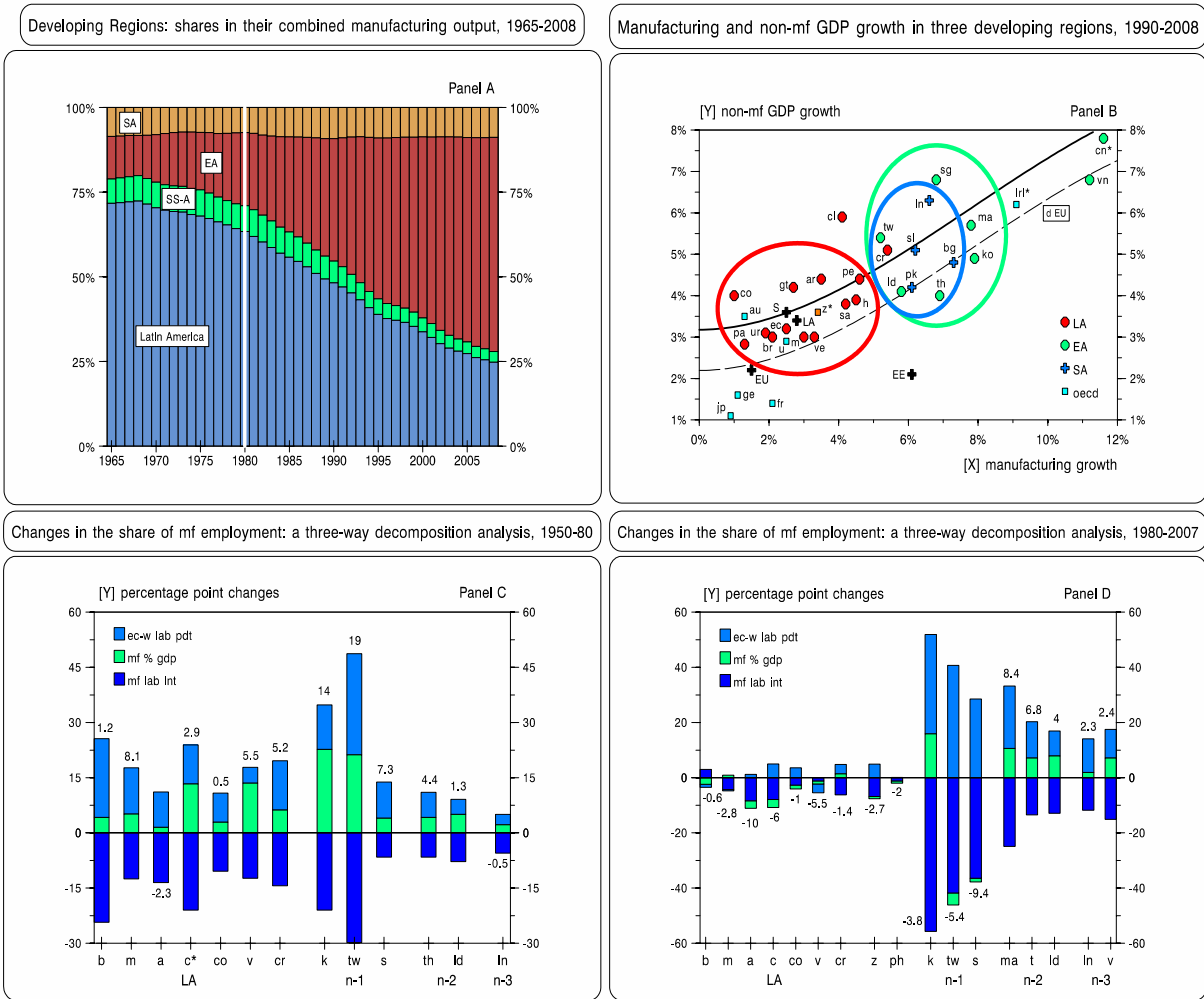 Developing Regions: shares in their combined manufacturing output, 1965-2008
Panel A
100%
75%
50%
25%
0%
100%
75%
50%
25%
0%
SA
EA
SS-A
LatIn America
1965 1970 1975 1980 1985 1990 1995 2000 2005
Manufacturing and non-mf GDP growth in three developing regions, 1990-2008
[Y] non-mf GDP growth
Panel B
8%
7%
6%
5%
4%
3%
2%
1%
8%
7%
6%
5%
4%
3%
2%
1%
cn*
vn
sg
In
IrI*
d EU
cI
ma
tw
sI
cr
bg
ko
pe
ar
gt
pk
Id
th
co
S
z*
h
sa
au
LA
ec
ur
pa
m
br
u
ve
EU
EE
ge
fr
jp
LA
EA
SA
oecd
0% 2% 4% 6% 8% 10% 12%
[X] manufacturing growth
Changes in the share of mf employment: a three-way decomposition analysis, 1950-80
[Y] percentage point changes
Panel C
60
45
30
15
0
-15
-30
60
45
30
15
0
-15
-30
ec-w lab pdt
mf % gdp
mf lab Int
1.2
8.1
-2.3
2.9
0.5
5.5
5.2
14
19
7.3
4.4
1.3
-0.5
b m a c* co v cr k tw s th Id In
LA n-1 n-2 n-3
Changes in the share of mf employment: a three-way decomposition analysis, 1980-2007
[Y] percentage point changes
Panel D
60
40
20
0
-20
-40
-60
60
40
20
0
-20
-40
-60
ec-w lab pdt
mf % gdp
mf lab int
-0.6
-2.8
-10
-6
-1
-5.5
-1.4
-2.7
-2
-3.8
-5.4
-9.4
8.4
6.8
4
2.3
2.4
b m a c co v cr z ph k tw s ma t Id In v
LA n-1 n-2 n-3